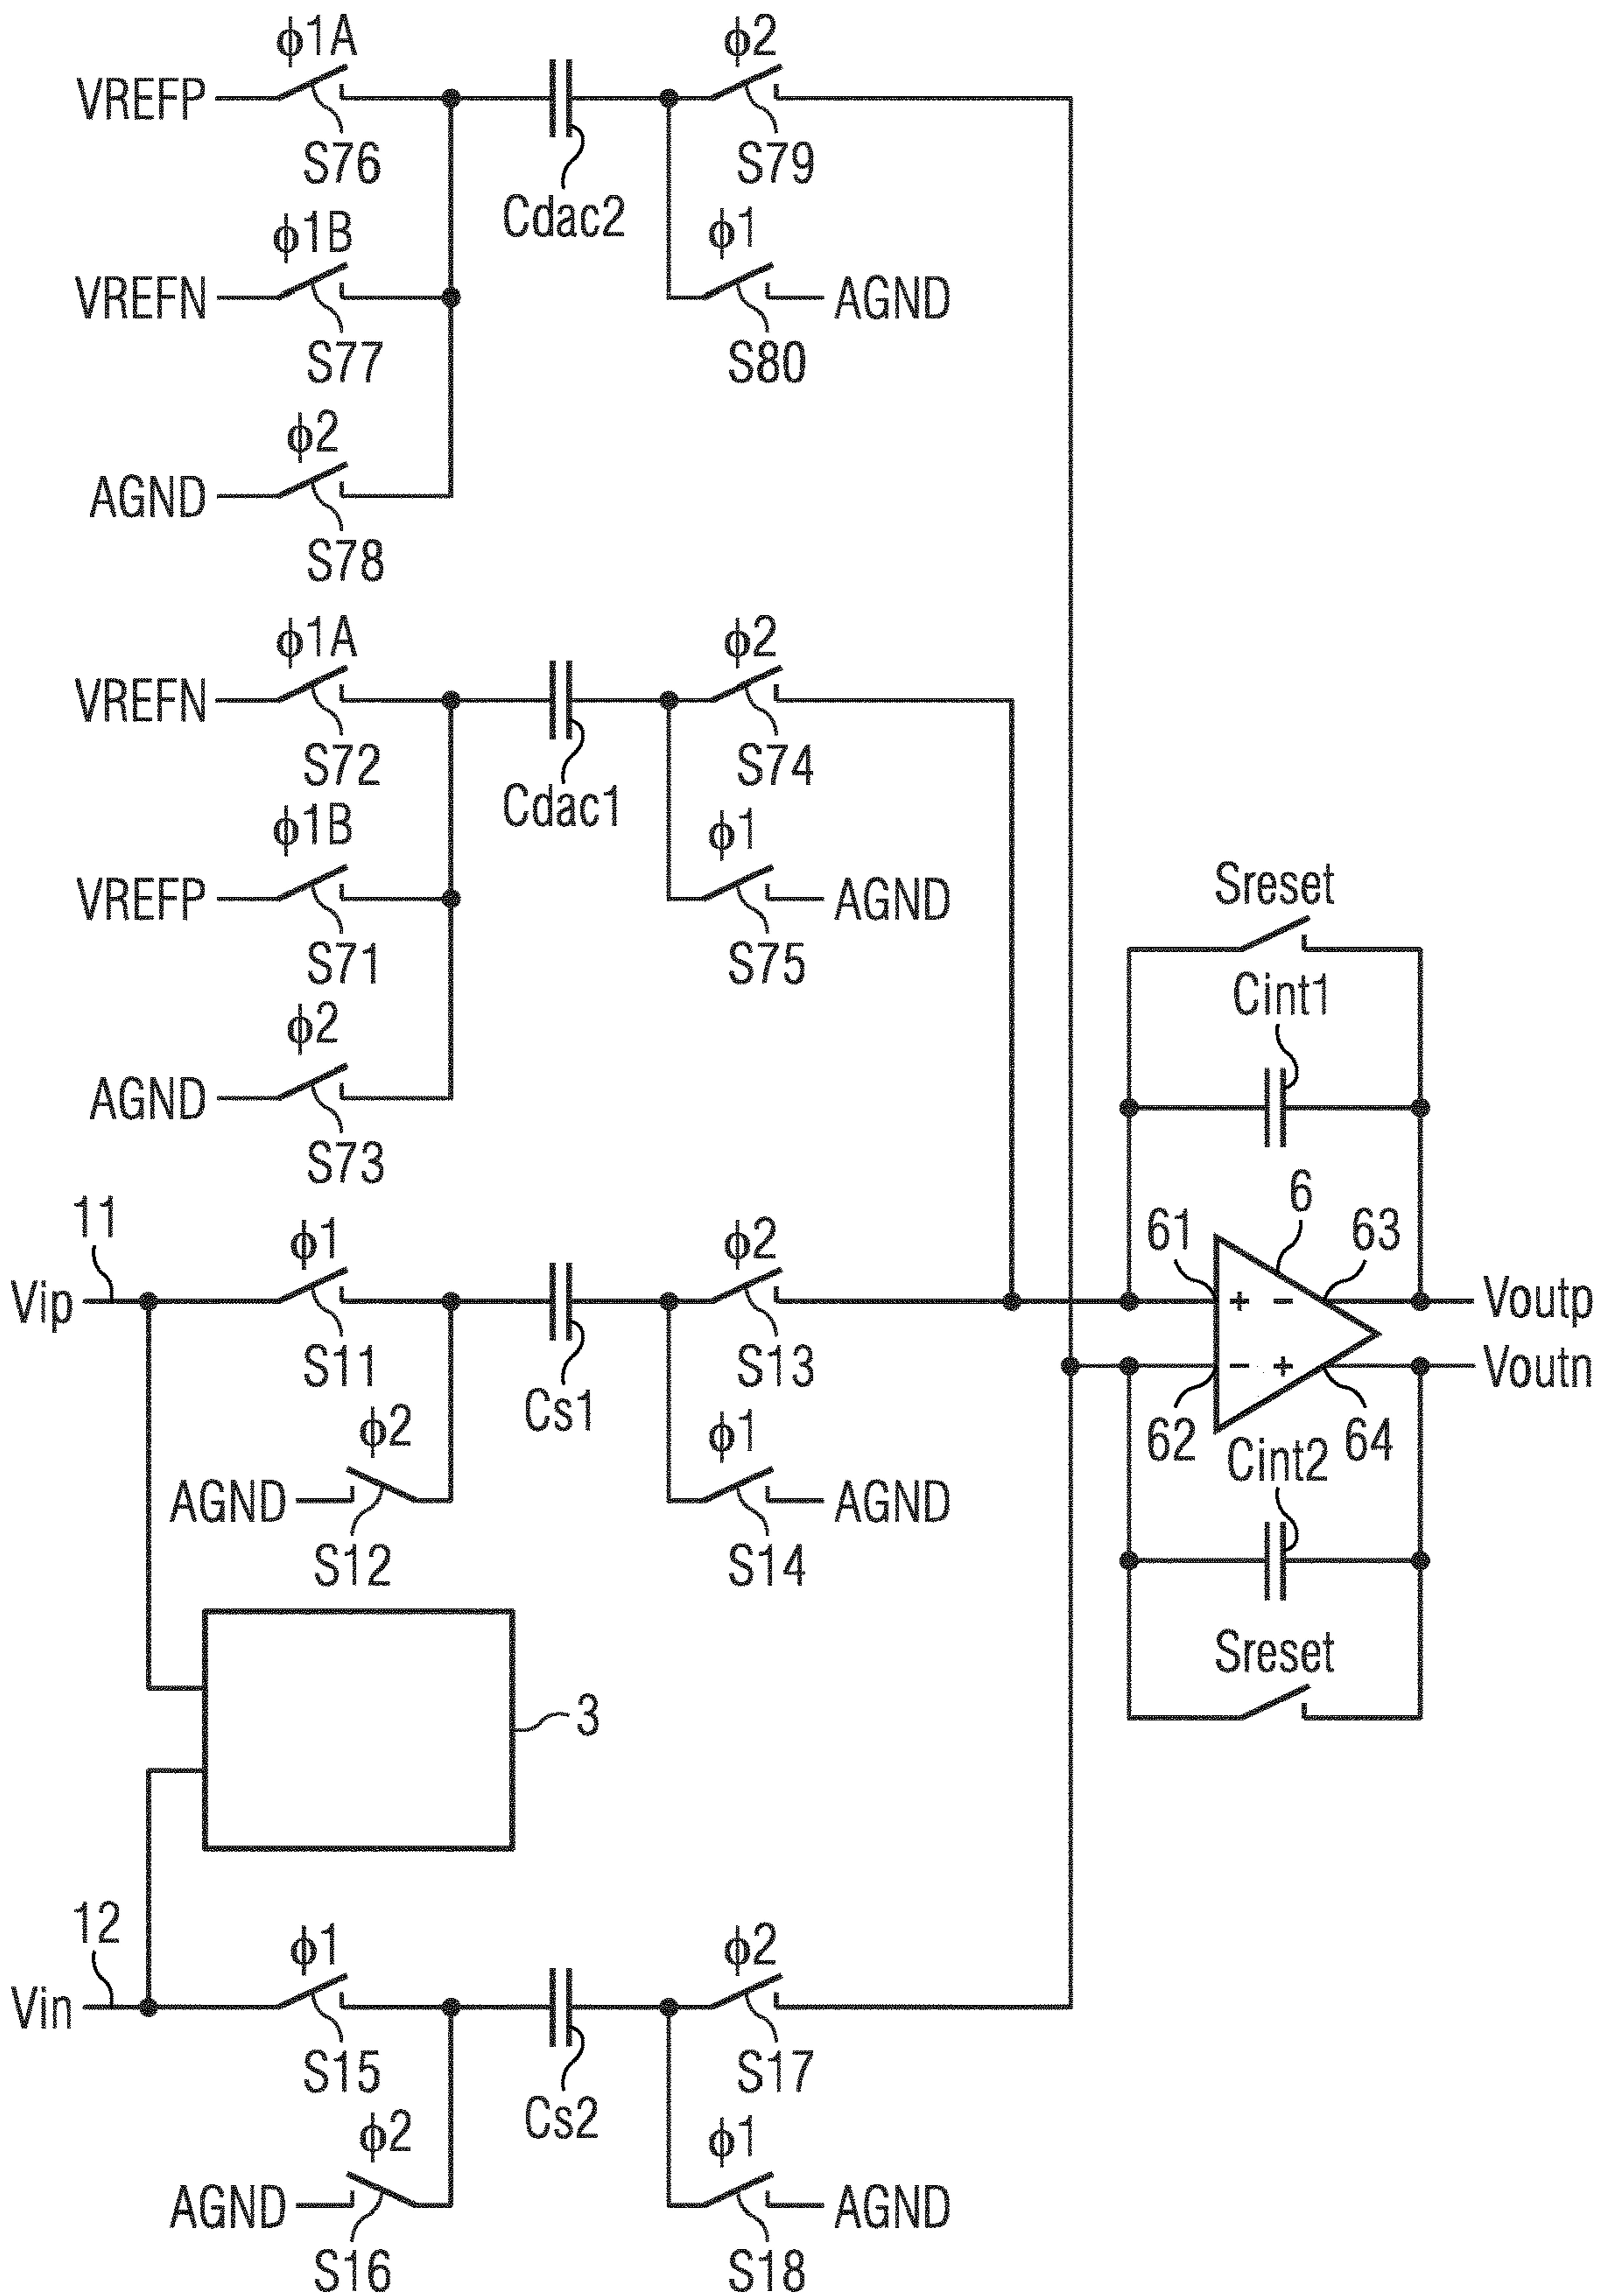 ϕ1A ϕ2
VREFP
S76 S79
Cdac2
ϕ1B ϕ1
VREFN AGND
S77 S80
ϕ2
AGND
S78
ϕ1A ϕ2
VREFN
S72 S74
Cdac1
ϕ1B ϕ1
VREFP AGND
S71 S75
Sreset
Cint1
ϕ2
AGND
S73
11 ϕ1 ϕ2 61 6 63
Vip + − Voutp
S11 S13
− + Voutn
Cs1
ϕ2 ϕ1 62 64
Cint2
AGND AGND
S12 S14
Sreset
3
12 ϕ1 ϕ2
Vin
S15 S17
Cs2
ϕ2 ϕ1
AGND AGND
S16 S18